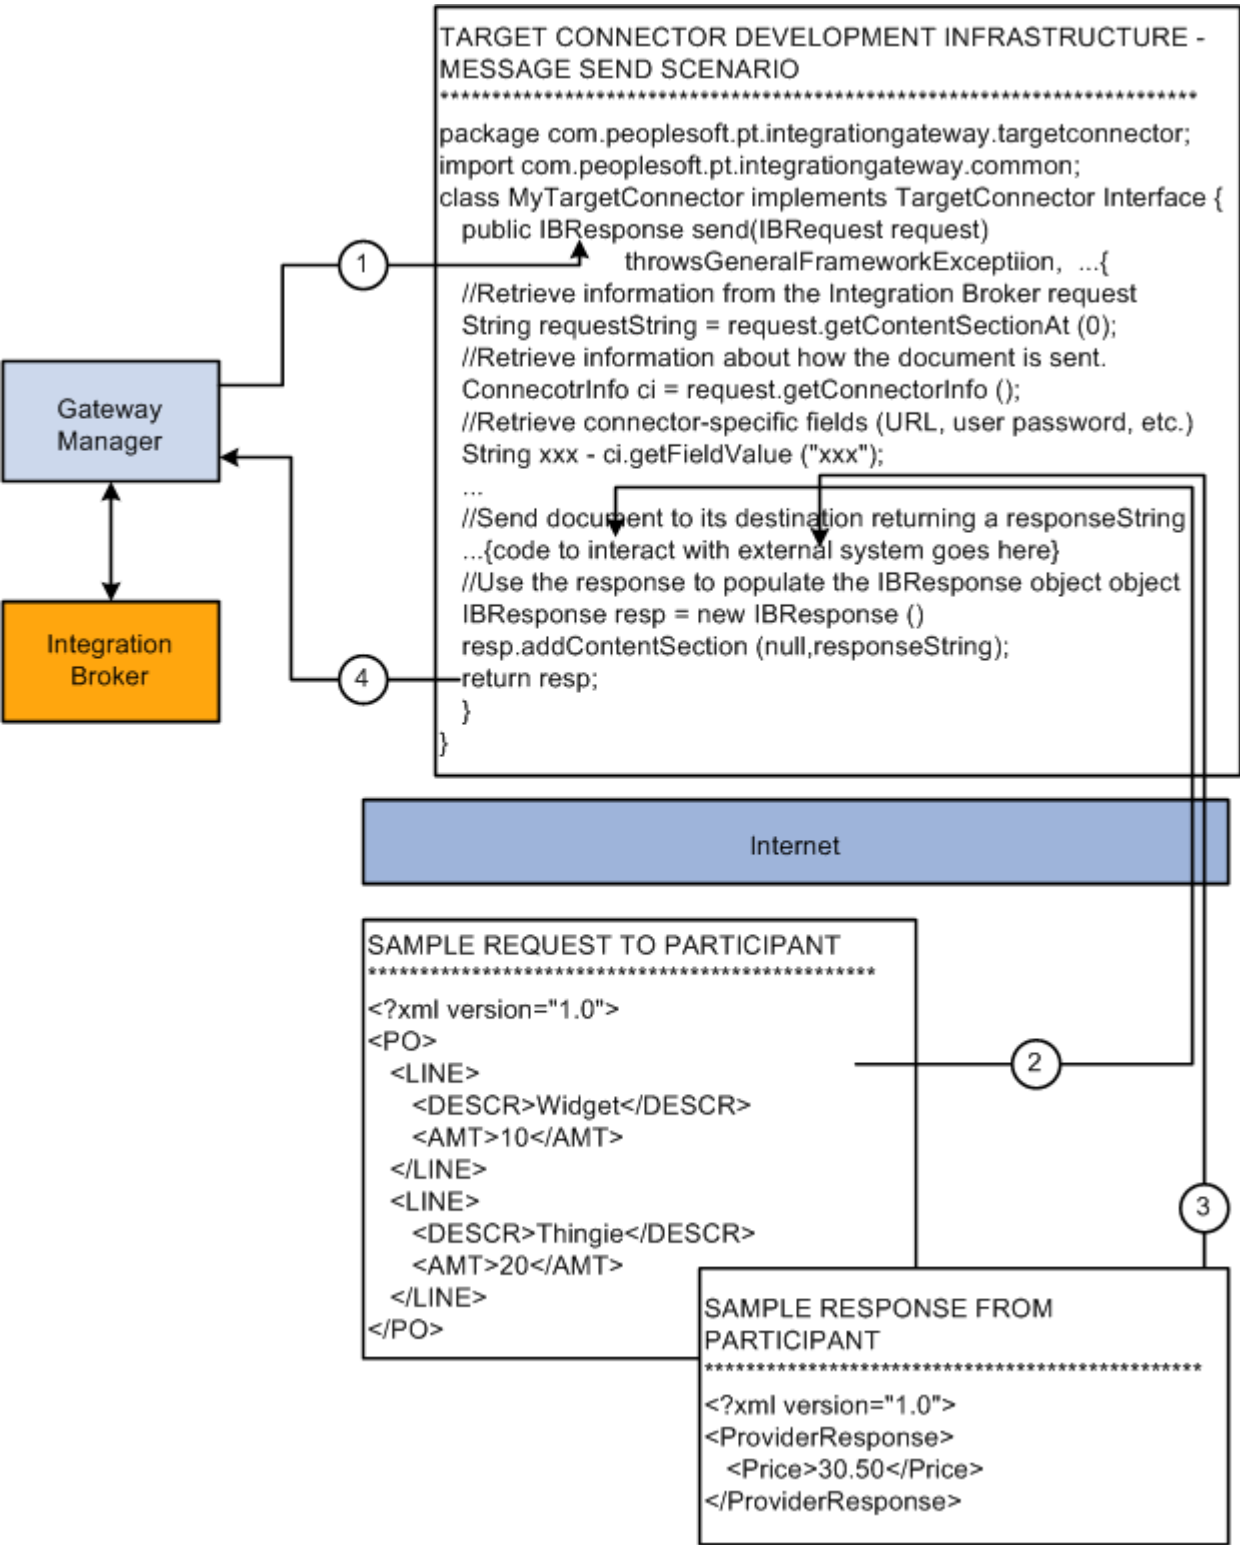 TARGET CONNECTOR DEVELOPMENT INFRASTRUCTURE -
MESSAGE SEND SCENARIO
*************************************************************************
package com.peoplesoft.pt.integrationgateway.targetconnector;
import com.peoplesoft.pt.integrationgateway.common;
class MyTargetConnector implements TargetConnector Interface {
public IBResponse send(IBRequest request)
throwsGeneralFrameworkExceptiion,  ...{
//Retrieve information from the Integration Broker request
String requestString = request.getContentSectionAt (0);
//Retrieve information about how the document is sent.
ConnecotrInfo ci = request.getConnectorInfo ();
//Retrieve connector-specific fields (URL, user password, etc.)
String xxx - ci.getFieldValue ("xxx");
...
//Send document to its destination returning a responseString
...{code to interact with external system goes here}
//Use the response to populate the IBResponse object object
IBResponse resp = new IBResponse ()
resp.addContentSection (null,responseString);
return resp;
}
}
1
Gateway
Manager
Integration
Broker
4
Internet
SAMPLE REQUEST TO PARTICIPANT
*************************************************
<?xml version="1.0">
<PO>
<LINE>
<DESCR>Widget</DESCR>
<AMT>10</AMT>
</LINE>
<LINE>
<DESCR>Thingie</DESCR>
<AMT>20</AMT>
</LINE>
</PO>
2
3
SAMPLE RESPONSE FROM
PARTICIPANT
************************************************
<?xml version="1.0">
<ProviderResponse>
<Price>30.50</Price>
</ProviderResponse>